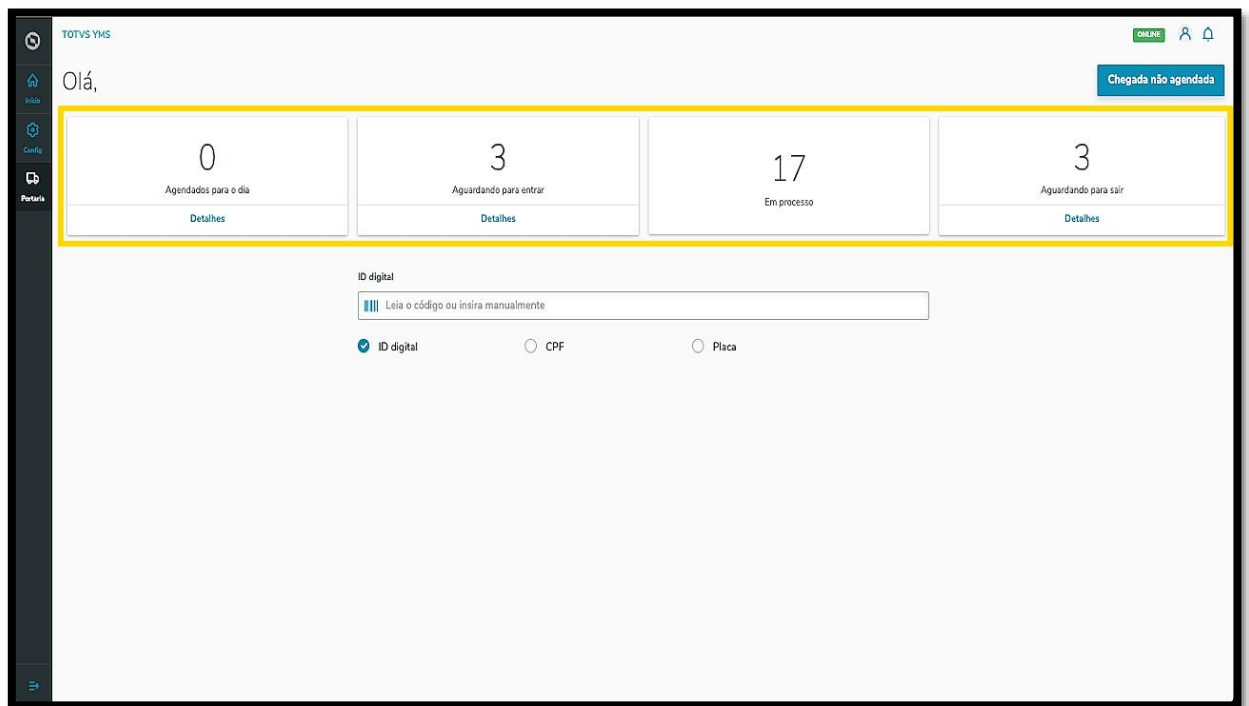 TOTVS YMS
ONLINE
Olá,
Chegada não agendada
Início
Config
Portaria
0
Agendados para o dia
Detalhes
3
Aguardando para entrar
Detalhes
17
Em processo
3
Aguardando para sair
Detalhes
ID digital
Leia o código ou insira manualmente
ID digital
CPF
Placa